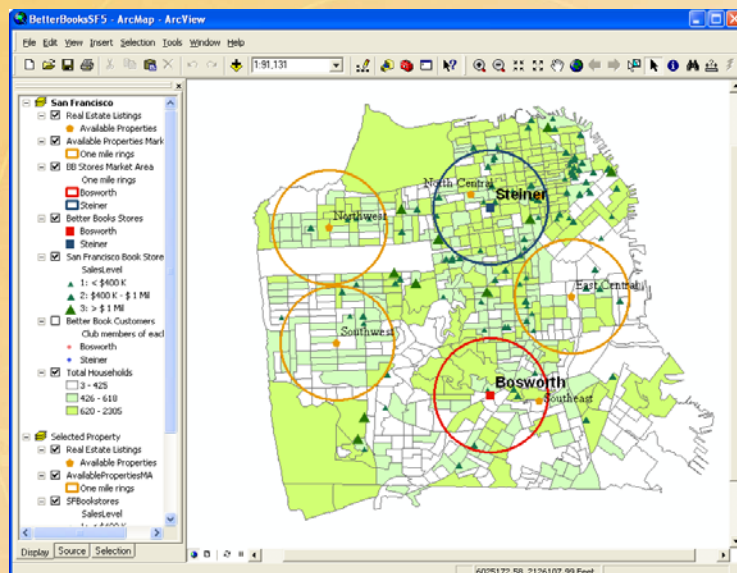 BetterBooksSF5 - ArcMap - ArcView
File Edit View Insert Selection Tools Window Help
1:91,131
San Francisco
Real Estate Listings
Available Properties
Available Properties Mark
One mile rings
BB Stores Market Area
One mile rings
Bosworth
Steiner
Better Books Stores
Bosworth
Steiner
San Francisco Book Store
SalesLevel
1: < $400 K
2: $400 K - $ 1 Mil
3: > $ 1 Mil
Better Book Customers
Club members of each
Bosworth
Steiner
Total Households
3 - 425
426 - 618
620 - 2305
Selected Property
Real Estate Listings
Available Properties
AvailablePropertiesMA
One mile rings
SFBookstores
SalesLevel
Display Source Selection
North Central
Steiner
Northwest
East Central
Southwest
Bosworth
Southeast
6025172.58 2126107.99 Feet